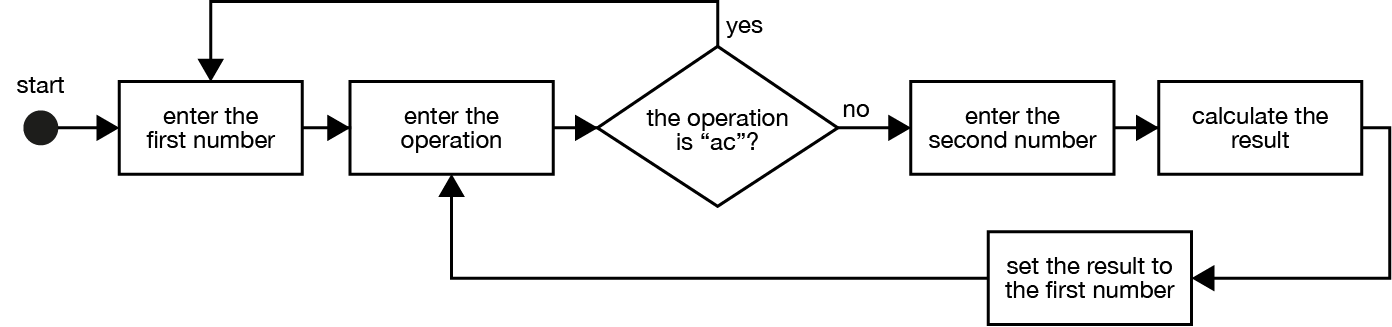 start
enter the
first number
enter the
operation
the operation
is “ac”?
yes
no
enter the
second number
calculate the
result
set the result to
the first number